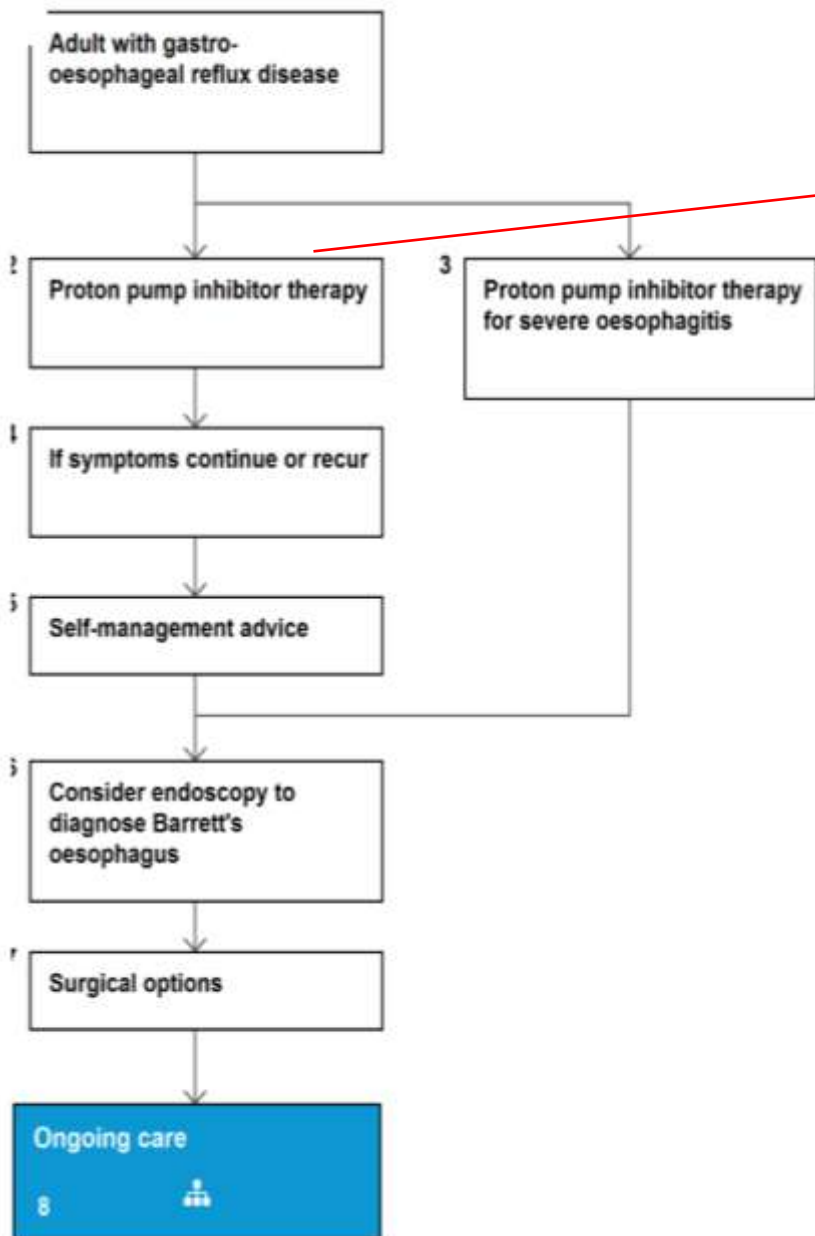 Adult with gastro-
oesophageal reflux disease
2
Proton pump inhibitor therapy
3
Proton pump inhibitor therapy
for severe oesophagitis
If symptoms continue or recur
Self-management advice
Consider endoscopy to
diagnose Barrett's
oesophagus
Surgical options
Ongoing care
8